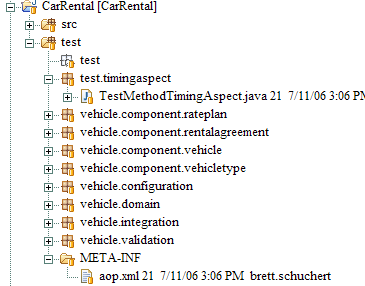 CarRental [CarRental]
src
test
test
test.timingaspect
TestMethodTimingAspect.java 21 7/11/06 3:06 PM
vehicle.component.rateplan
vehicle.component.rentalagreement
vehicle.component.vehicle
vehicle.component.vehicletype
vehicle.configuration
vehicle.domain
vehicle.integration
vehicle.validation
META-INF
aop.xml 21 7/11/06 3:06 PM brett.schuchert